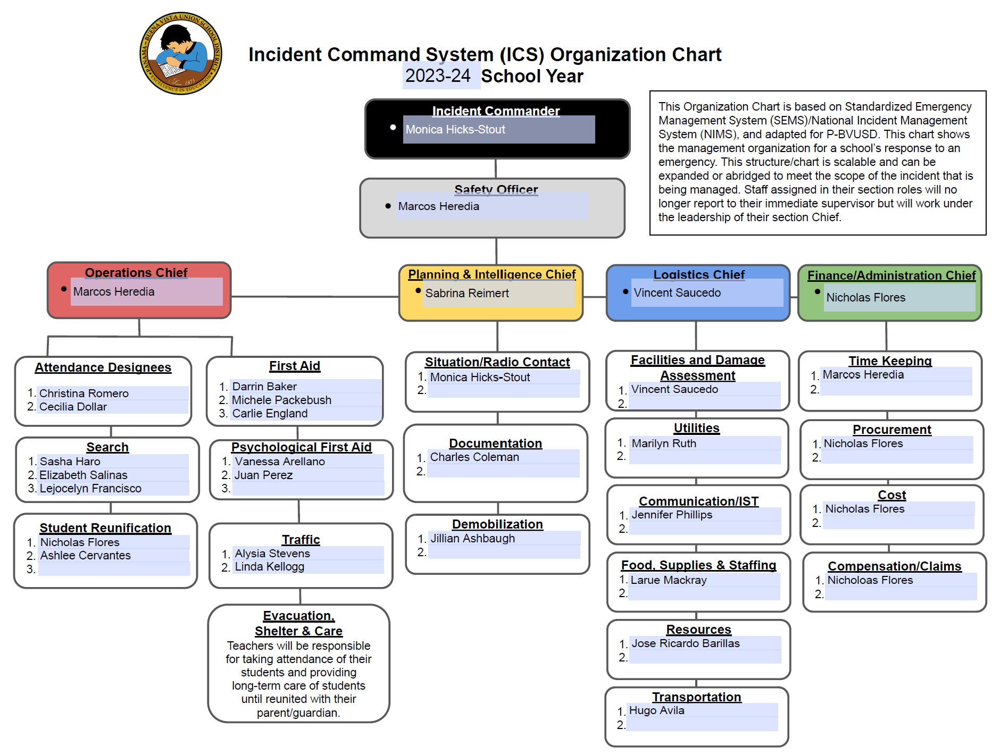 PANAMA – BUENA VISTA UNION SCHOOL DISTRICT
Since 1875
• EXCELLENCE IN EDUCATION •
Incident Command System (ICS) Organization Chart
2023-24 School Year
Incident Commander
• Monica Hicks-Stout
This Organization Chart is based on Standardized Emergency
Management System (SEMS)/National Incident Management
System (NIMS), and adapted for P-BVUSD. This chart shows
the management organization for a school’s response to an
emergency. This structure/chart is scalable and can be
expanded or abridged to meet the scope of the incident that is
being managed. Staff assigned in their section roles will no
longer report to their immediate supervisor but will work under
the leadership of their section Chief.
Safety Officer
• Marcos Heredia
Operations Chief
• Marcos Heredia
Planning & Intelligence Chief
• Sabrina Reimert
Logistics Chief
• Vincent Saucedo
Finance/Administration Chief
• Nicholas Flores
Attendance Designees
1. Christina Romero
2. Cecilia Dollar
Search
1. Sasha Haro
2. Elizabeth Salinas
3. Lejocelyn Francisco
Student Reunification
1. Nicholas Flores
2. Ashlee Cervantes
3.
First Aid
1. Darrin Baker
2. Michele Packebush
3. Carlie England
Psychological First Aid
1. Vanessa Arellano
2. Juan Perez
3.
Traffic
1. Alysia Stevens
2. Linda Kellogg
Evacuation,
Shelter & Care
Teachers will be responsible
for taking attendance of their
students and providing
long-term care of students
until reunited with their
parent/guardian.
Situation/Radio Contact
1. Monica Hicks-Stout
2.
Documentation
1. Charles Coleman
2.
Demobilization
1. Jillian Ashbaugh
2.
Facilities and Damage
Assessment
1. Vincent Saucedo
2.
Utilities
1. Marilyn Ruth
2.
Communication/IST
1. Jennifer Phillips
2.
Food, Supplies & Staffing
1. Larue Mackray
2.
Resources
1. Jose Ricardo Barillas
2.
Transportation
1. Hugo Avila
2.
Time Keeping
1. Marcos Heredia
2.
Procurement
1. Nicholas Flores
2.
Cost
1. Nicholas Flores
2.
Compensation/Claims
1. Nicholoas Flores
2.